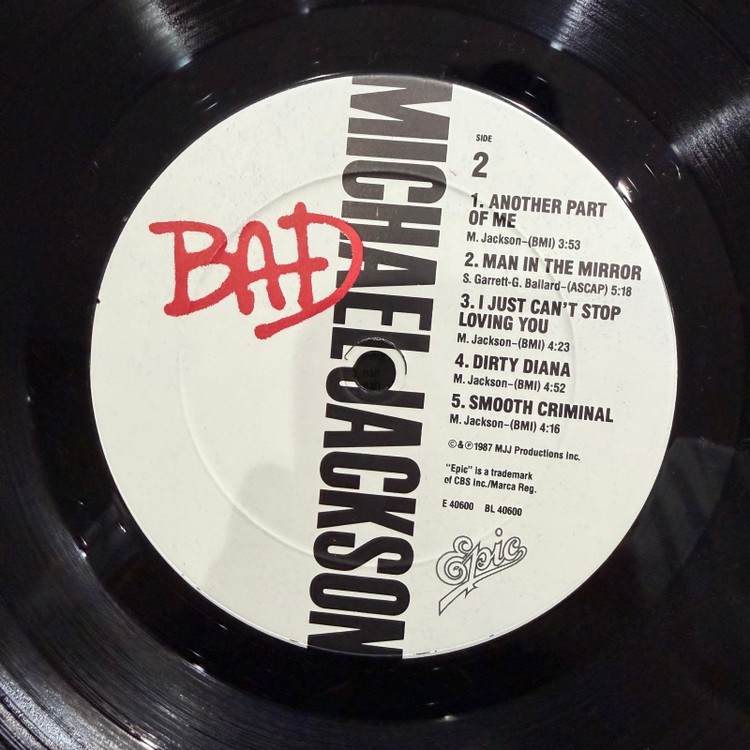 BAD
MICHAEL JACKSON
SIDE
2
1. ANOTHER PART
OF ME
M. Jackson–(BMI) 3:53
2. MAN IN THE MIRROR
S. Garrett-G. Ballard–(ASCAP) 5:18
3. I JUST CAN'T STOP
LOVING YOU
M. Jackson–(BMI) 4:23
4. DIRTY DIANA
M. Jackson–(BMI) 4:52
5. SMOOTH CRIMINAL
M. Jackson–(BMI) 4:16
©&℗1987 MJJ Productions Inc.
"Epic" is a trademark
of CBS Inc./Marca Reg.
E 40600 BL 40600
Epic